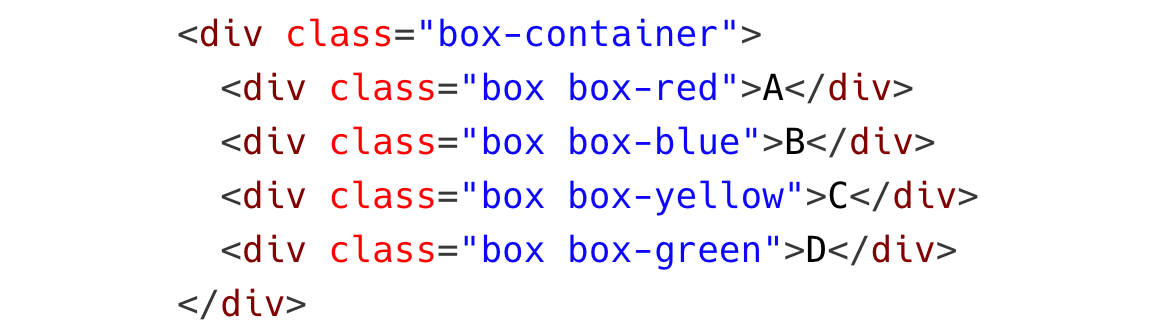 <div class="box-container">
  <div class="box box-red">A</div>
  <div class="box box-blue">B</div>
  <div class="box box-yellow">C</div>
  <div class="box box-green">D</div>
</div>